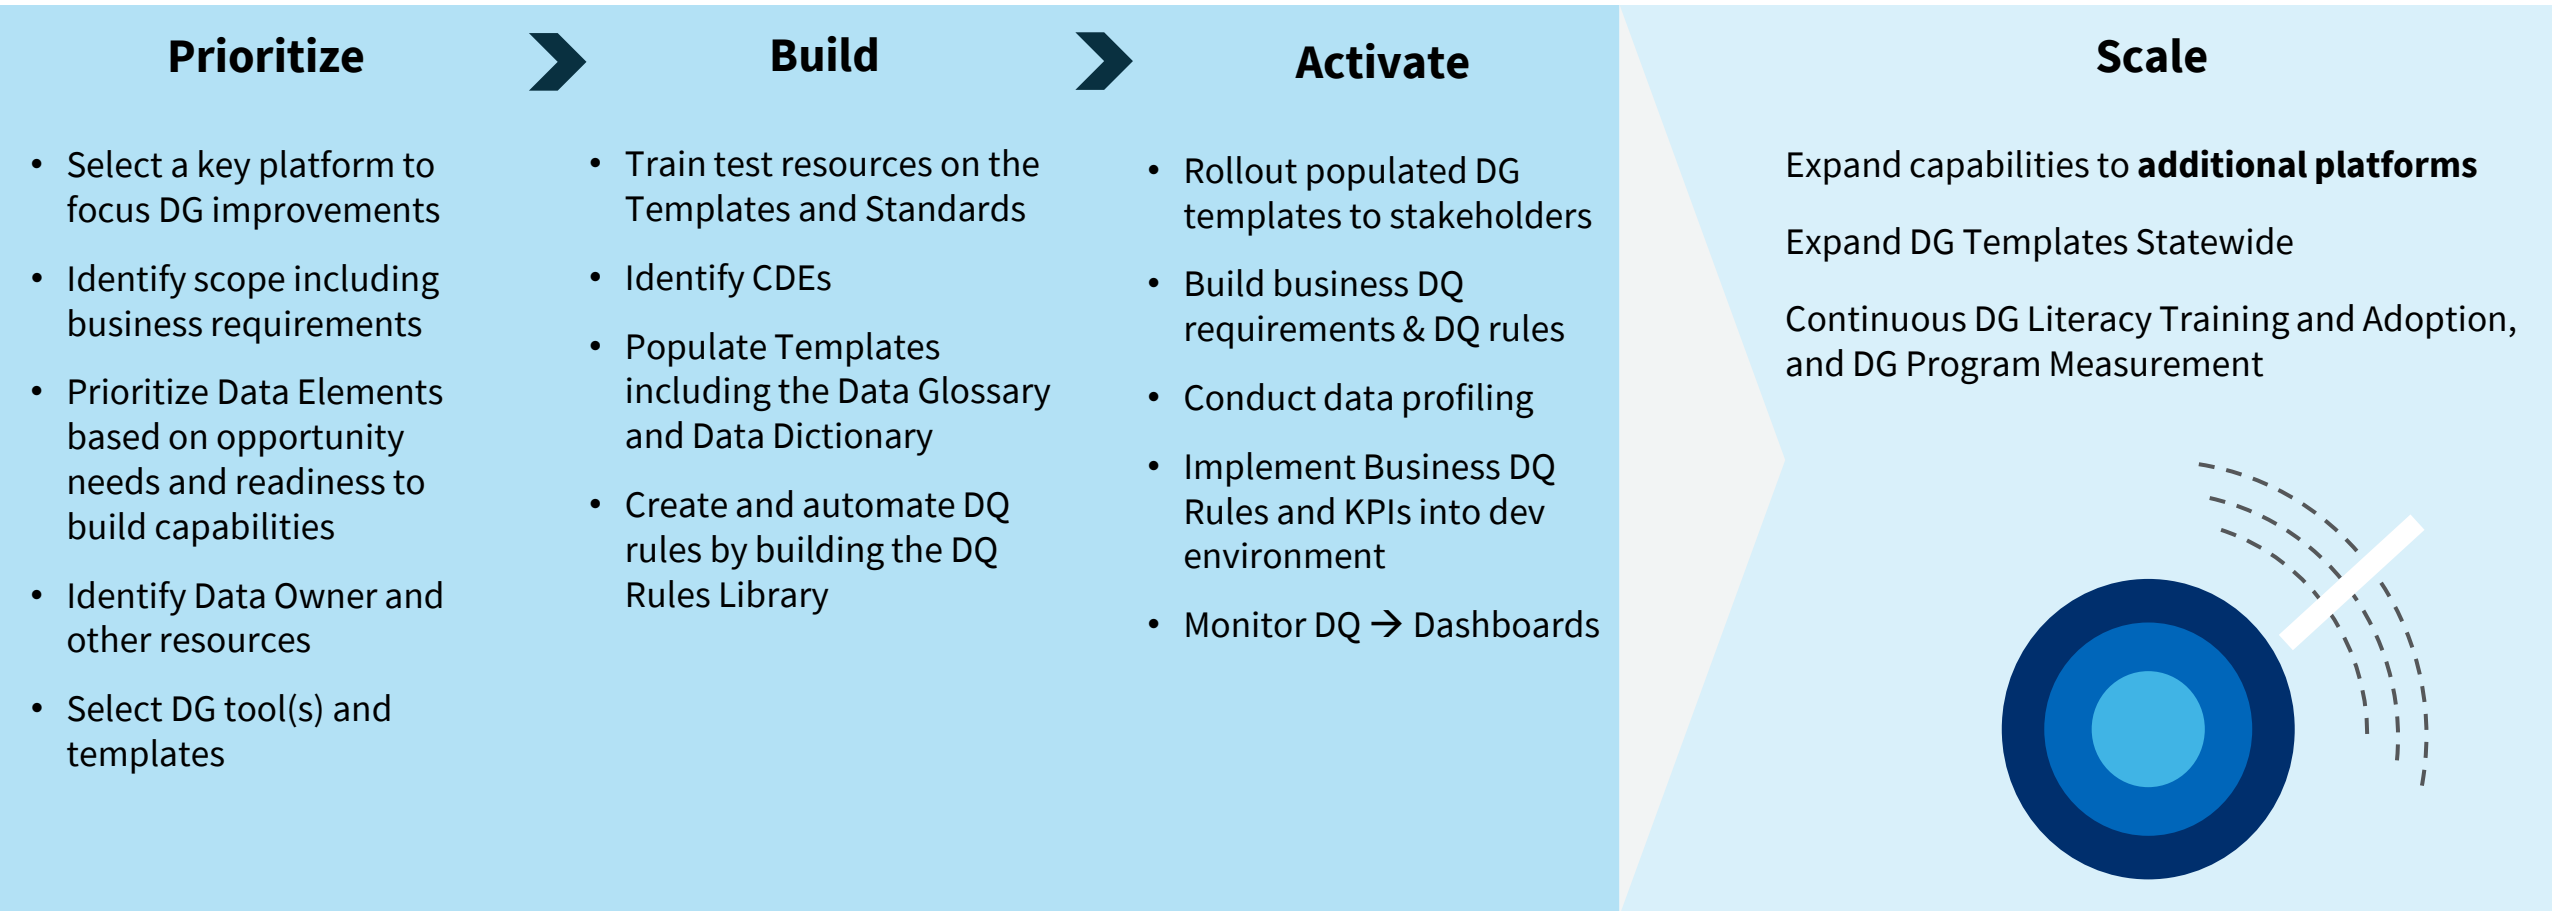 Prioritize
• Select a key platform to
focus DG improvements
• Identify scope including
business requirements
• Prioritize Data Elements
based on opportunity
needs and readiness to
build capabilities
• Identify Data Owner and
other resources
• Select DG tool(s) and
templates
Build
• Train test resources on the
Templates and Standards
• Identify CDEs
• Populate Templates
including the Data Glossary
and Data Dictionary
• Create and automate DQ
rules by building the DQ
Rules Library
Activate
• Rollout populated DG
templates to stakeholders
• Build business DQ
requirements & DQ rules
• Conduct data profiling
• Implement Business DQ
Rules and KPIs into dev
environment
• Monitor DQ → Dashboards
Scale
Expand capabilities to additional platforms
Expand DG Templates Statewide
Continuous DG Literacy Training and Adoption,
and DG Program Measurement